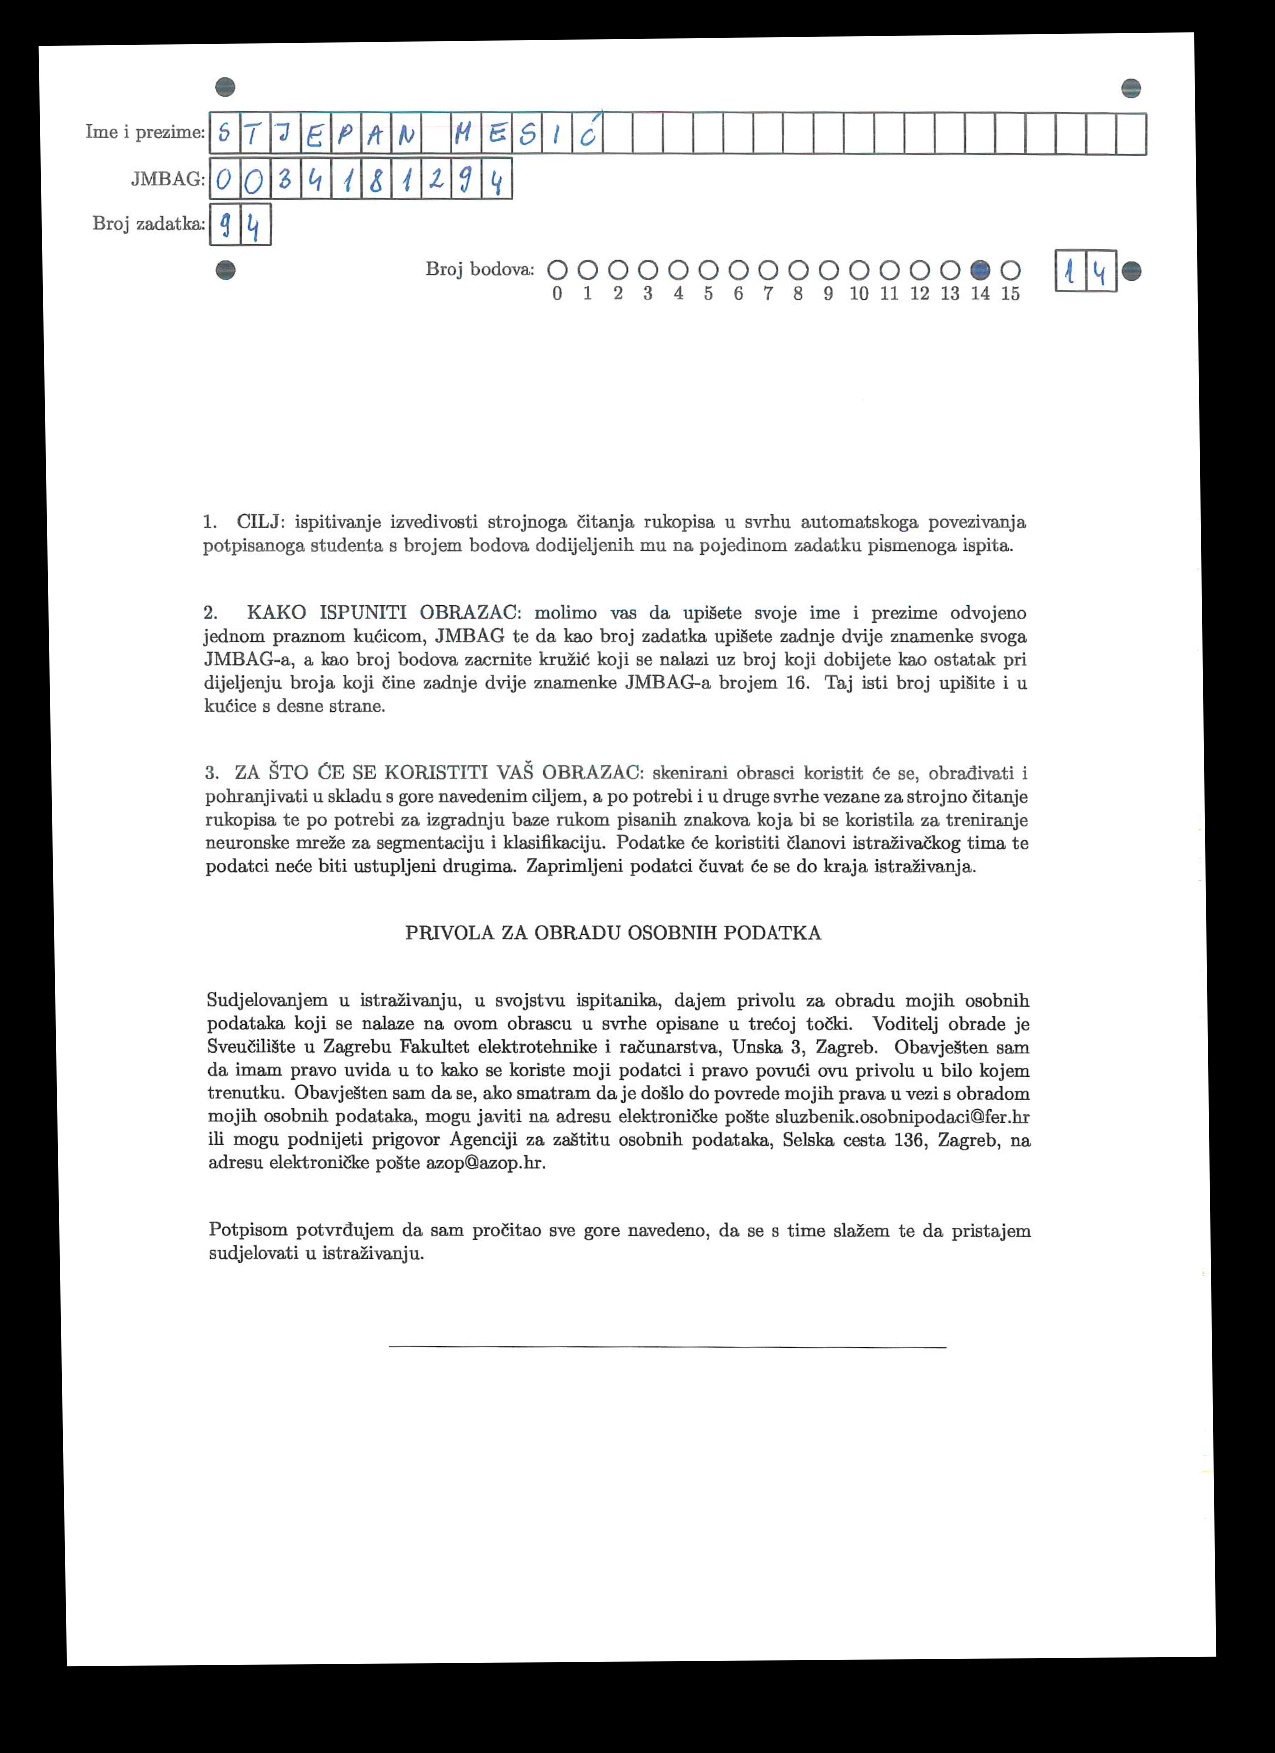 Ime i prezime: STJEPAN MESIĆ
JMBAG: 0034181294
Broj zadatka: 94
Broj bodova: 14
0 1 2 3 4 5 6 7 8 9 10 11 12 13 14 15
1. CILJ: ispitivanje izvedivosti strojnoga čitanja rukopisa u svrhu automatskoga povezivanja
potpisanoga studenta s brojem bodova dodijeljenih mu na pojedinom zadatku pismenoga ispita.
2. KAKO ISPUNITI OBRAZAC: molimo vas da upišete svoje ime i prezime odvojeno
jednom praznom kućicom, JMBAG te da kao broj zadatka upišete zadnje dvije znamenke svoga
JMBAG-a, a kao broj bodova zacrnite kružić koji se nalazi uz broj koji dobijete kao ostatak pri
dijeljenju broja koji čine zadnje dvije znamenke JMBAG-a brojem 16. Taj isti broj upišite i u
kućice s desne strane.
3. ZA ŠTO ĆE SE KORISTITI VAŠ OBRAZAC: skenirani obrasci koristit će se, obrađivati i
pohranjivati u skladu s gore navedenim ciljem, a po potrebi i u druge svrhe vezane za strojno čitanje
rukopisa te po potrebi za izgradnju baze rukom pisanih znakova koja bi se koristila za treniranje
neuronske mreže za segmentaciju i klasifikaciju. Podatke će koristiti članovi istraživačkog tima te
podatci neće biti ustupljeni drugima. Zaprimljeni podatci čuvat će se do kraja istraživanja.
PRIVOLA ZA OBRADU OSOBNIH PODATKA
Sudjelovanjem u istraživanju, u svojstvu ispitanika, dajem privolu za obradu mojih osobnih
podataka koji se nalaze na ovom obrascu u svrhe opisane u trećoj točki. Voditelj obrade je
Sveučilište u Zagrebu Fakultet elektrotehnike i računarstva, Unska 3, Zagreb. Obavješten sam
da imam pravo uvida u to kako se koriste moji podatci i pravo povući ovu privolu u bilo kojem
trenutku. Obavješten sam da se, ako smatram da je došlo do povrede mojih prava u vezi s obradom
mojih osobnih podataka, mogu javiti na adresu elektroničke pošte sluzbenik.osobnipodaci@fer.hr
ili mogu podnijeti prigovor Agenciji za zaštitu osobnih podataka, Selska cesta 136, Zagreb, na
adresu elektroničke pošte azop@azop.hr.
Potpisom potvrđujem da sam pročitao sve gore navedeno, da se s time slažem te da pristajem
sudjelovati u istraživanju.